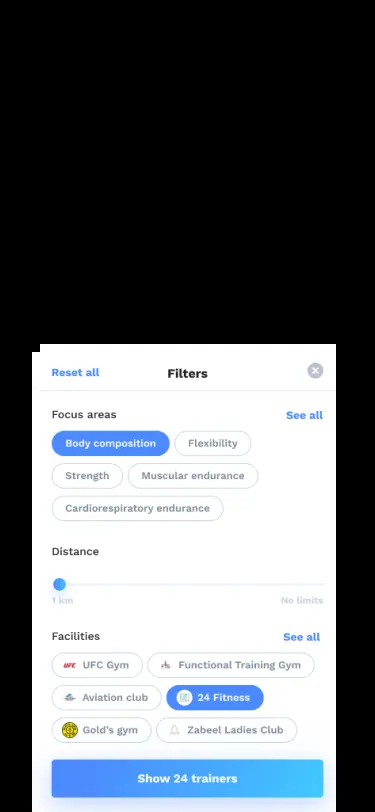 Reset all Filters
Focus areas See all
Body composition Flexibility
Strength Muscular endurance
Cardiorespiratory endurance
Distance
1 km No limits
Facilities See all
UFC UFC Gym Functional Training Gym
Aviation club 24 Fitness
Gold's gym Zabeel Ladies Club
Show 24 trainers